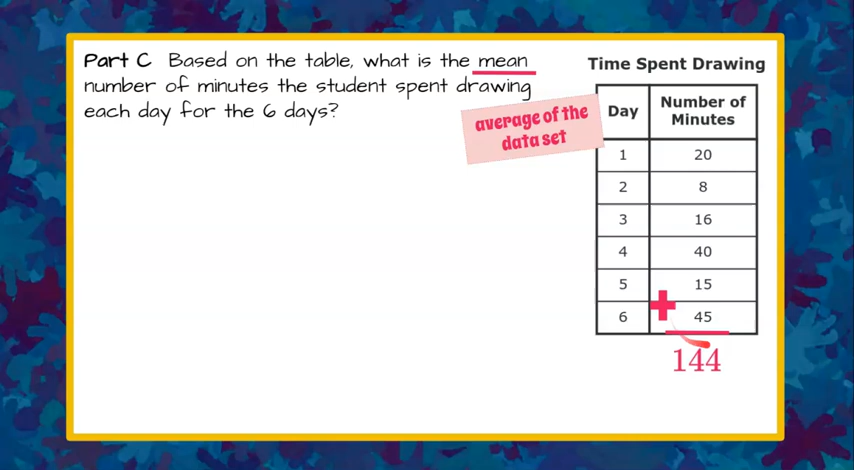 Part C Based on the table, what is the mean
number of minutes the student spent drawing
each day for the 6 days?
average of the
data set
Time Spent Drawing
Day Number of Minutes
1 20
2 8
3 16
4 40
5 15
6 + 45
144